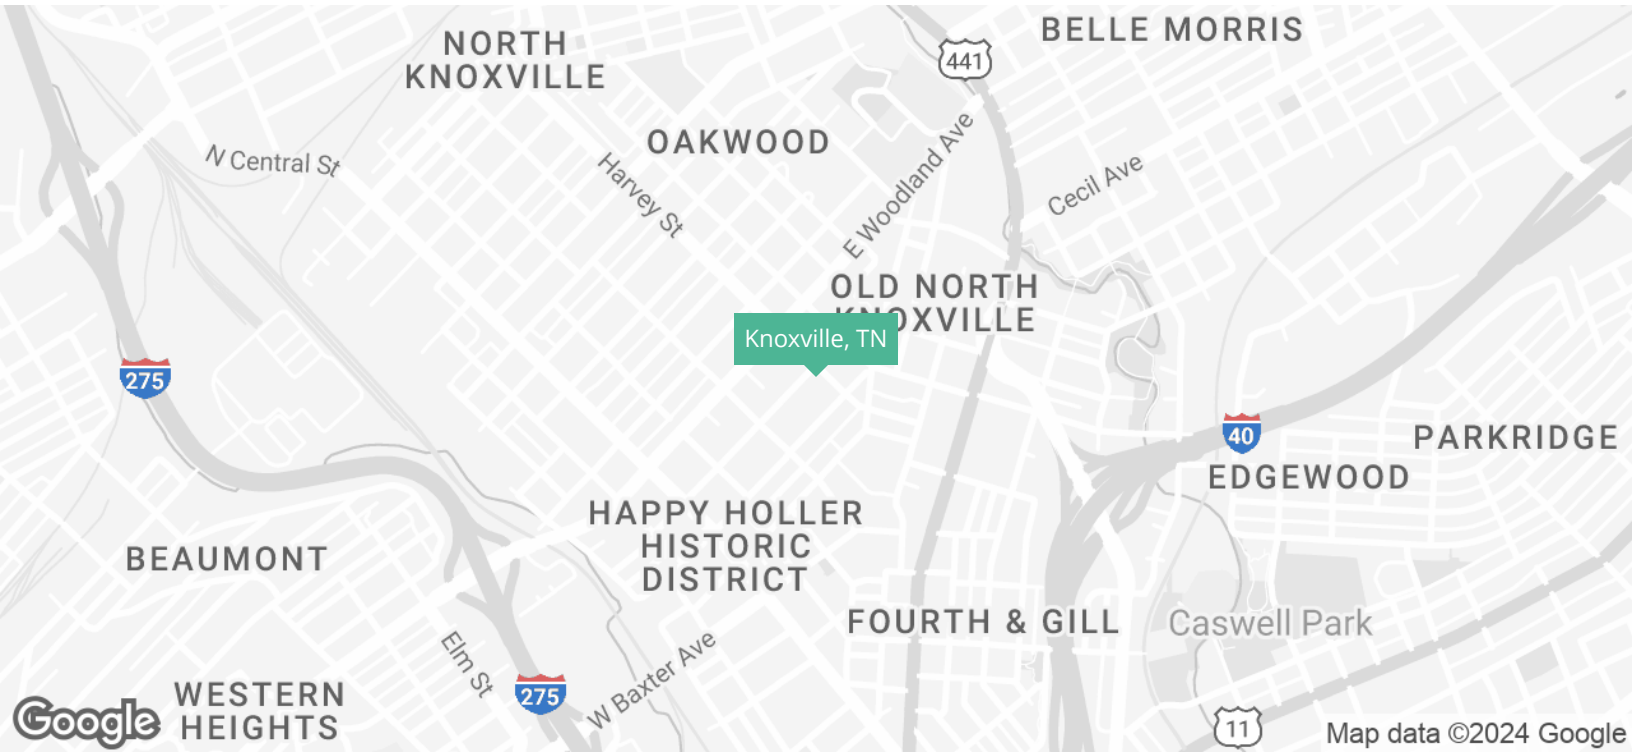 BELLE MORRIS
NORTH
KNOXVILLE
441
OAKWOOD
N Central St
Harvey St
E Woodland Ave
Cecil Ave
OLD NORTH
KNOXVILLE
Knoxville, TN
275
40
PARKRIDGE
EDGEWOOD
HAPPY HOLLER
HISTORIC
DISTRICT
BEAUMONT
FOURTH & GILL
Caswell Park
Elm St
W Baxter Ave
WESTERN
HEIGHTS
275
11
Google
Map data ©2024 Google